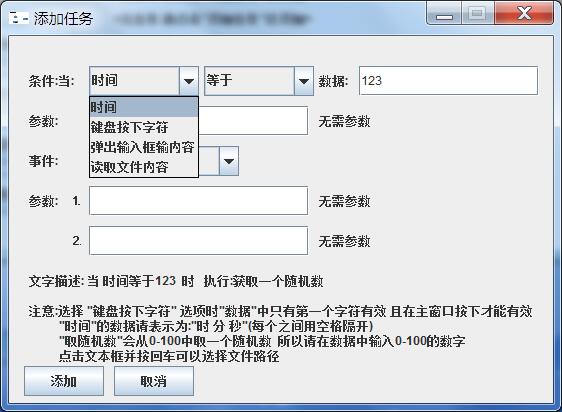 添加任务
条件:当: 时间 等于 数据: 123
时间
参数: 无需参数
键盘按下字符
弹出输入框输内容
事件:
读取文件内容
参数: 1. 无需参数
2. 无需参数
文字描述: 当 时间等于123 时 执行:获取一个随机数
注意:选择 "键盘按下字符" 选项时"数据"中只有第一个字符有效 且在主窗口按下才能有效
"时间"的数据请表示为:"时 分 秒"(每个之间用空格隔开)
"取随机数"会从0-100中取一个随机数 所以请在数据中输入0-100的数字
点击文本框并按回车可以选择文件路径
添加 取消